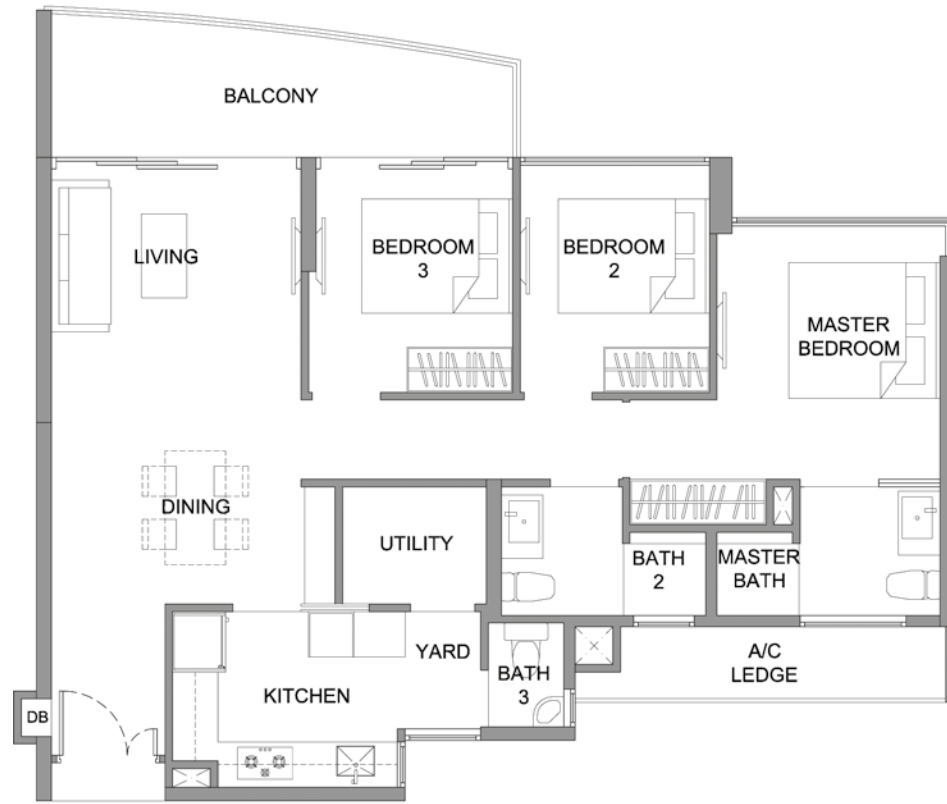 BALCONY
LIVING
BEDROOM
3
BEDROOM
2
MASTER
BEDROOM
DINING
UTILITY
BATH
2
MASTER
BATH
YARD
KITCHEN
BATH
3
A/C
LEDGE
DB